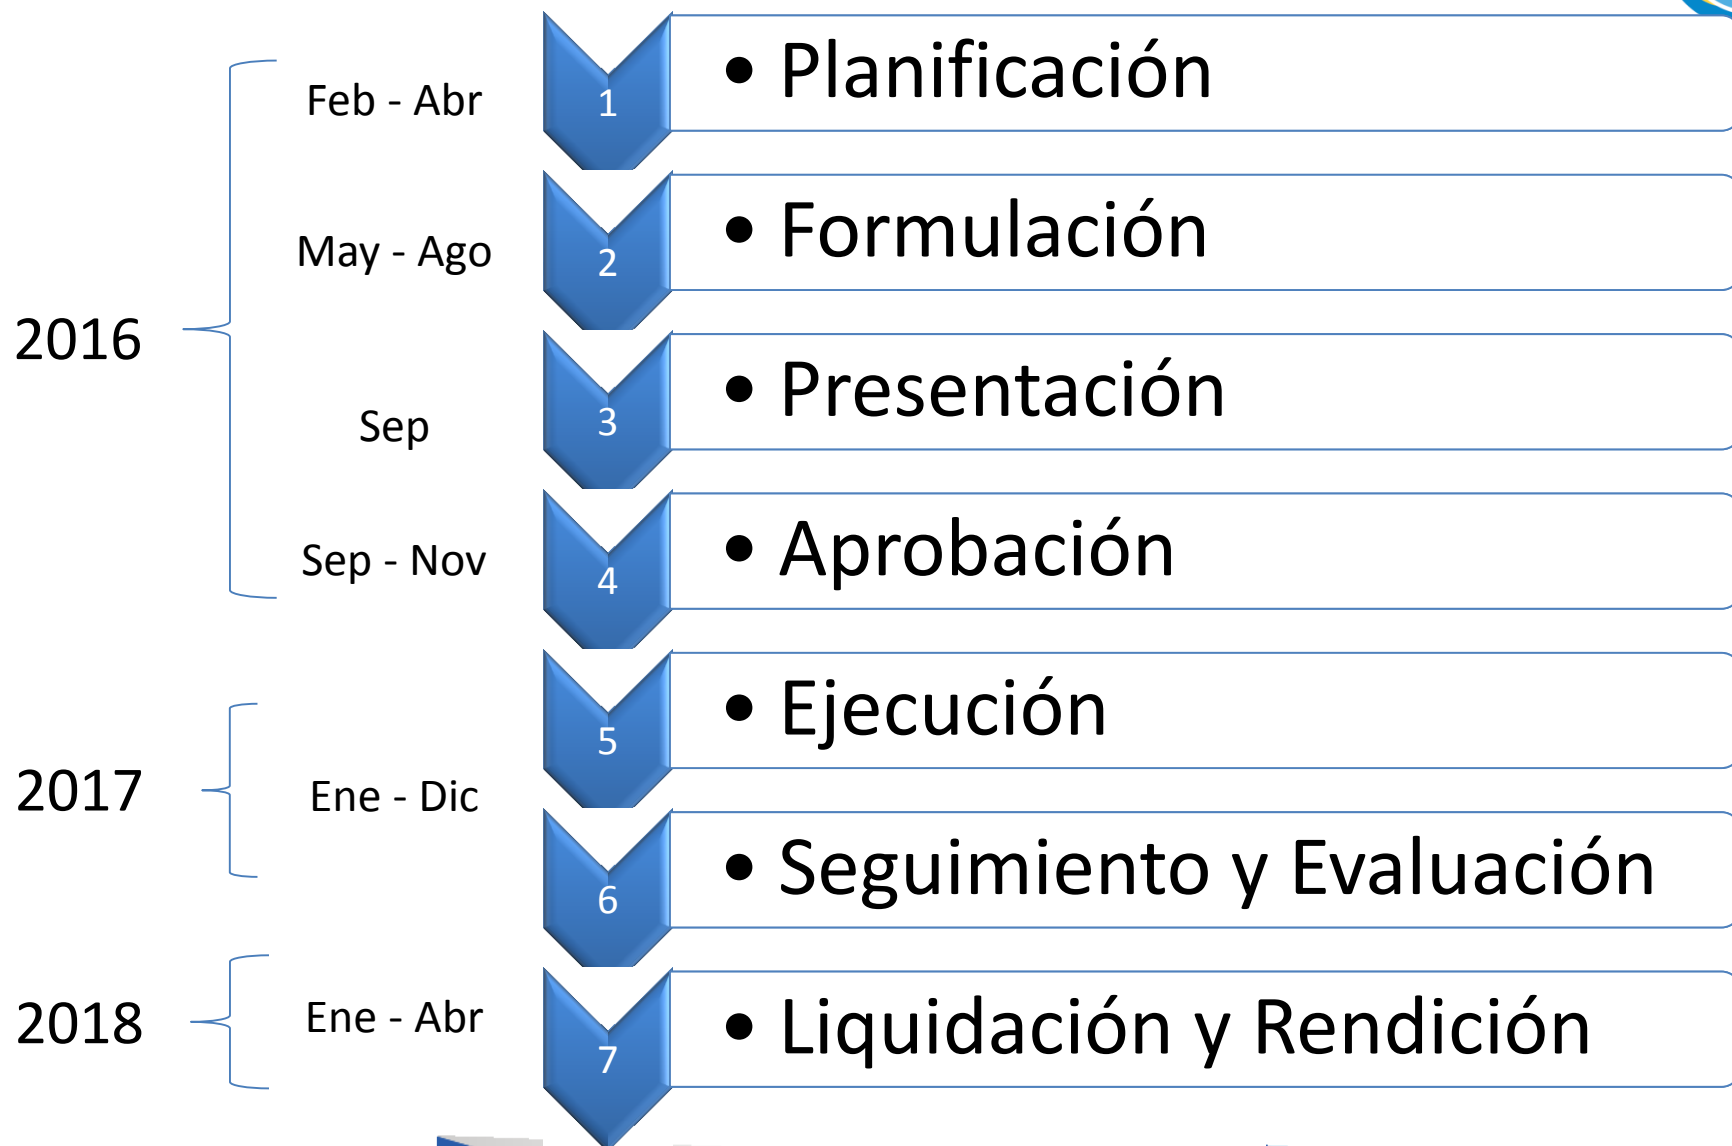 2016
Feb - Abr
1
• Planificación
May - Ago
2
• Formulación
Sep
3
• Presentación
Sep - Nov
4
• Aprobación
2017
Ene - Dic
5
• Ejecución
6
• Seguimiento y Evaluación
2018
Ene - Abr
7
• Liquidación y Rendición